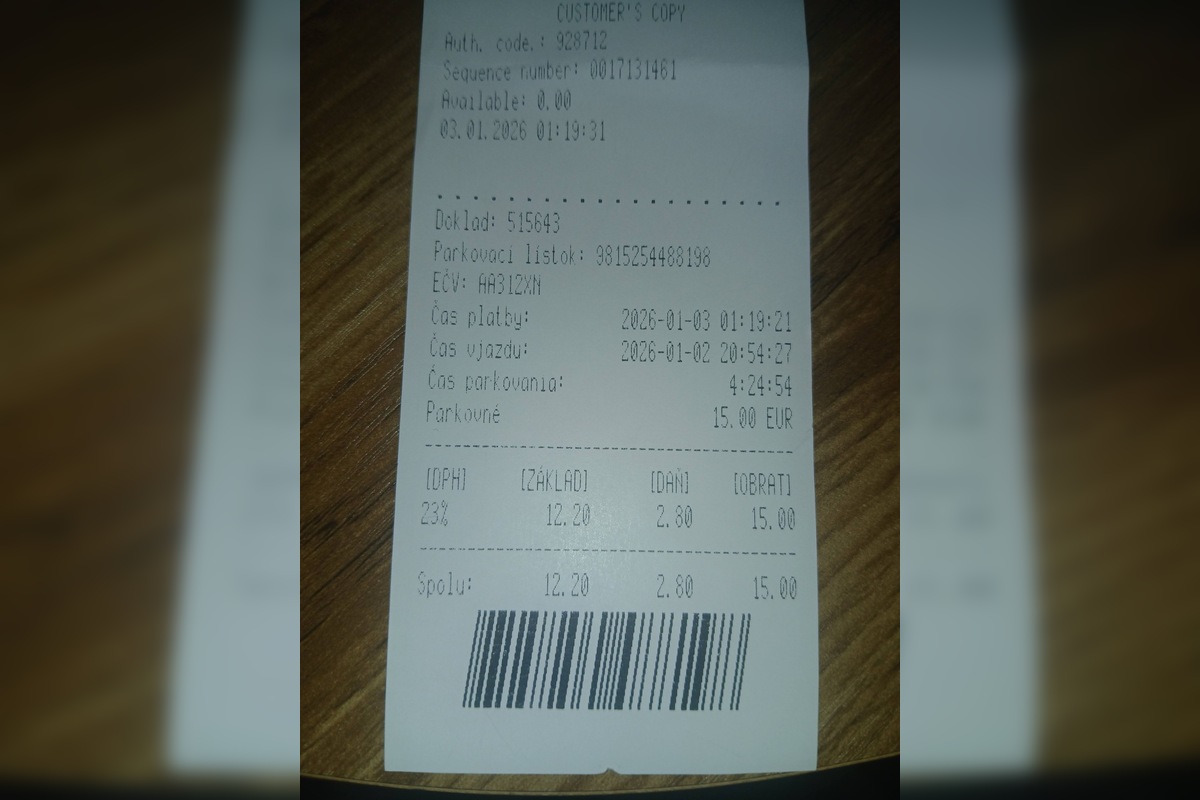 CUSTOMER'S COPY
Auth. code.: 928712
Sequence number: 0017131461
Available: 0.00
03.01.2026 01:19:31
Doklad: 515643
Parkovací lístok: 9815254488198
EČV: AA312XN
Čas platby: 2026-01-03 01:19:21
Čas vjazdu: 2026-01-02 20:54:27
Čas parkovania: 4:24:54
Parkovné 15.00 EUR
[DPH] [ZÁKLAD] [DAŇ] [OBRAT]
23% 12.20 2.80 15.00
Spolu: 12.20 2.80 15.00